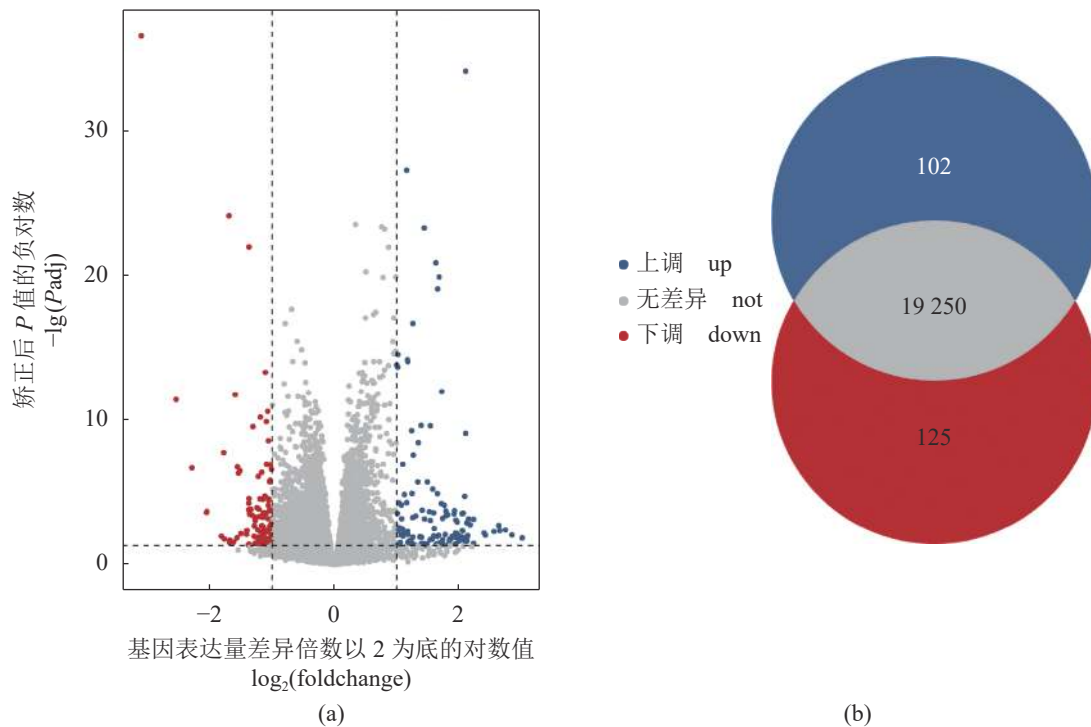 30
20
10
0
矫正后 P 值的负对数
−lg(Padj)
−2 0 2
基因表达量差异倍数以 2 为底的对数值
log₂(foldchange)
(a)
上调 up
无差异 not
下调 down
102
19 250
125
(b)